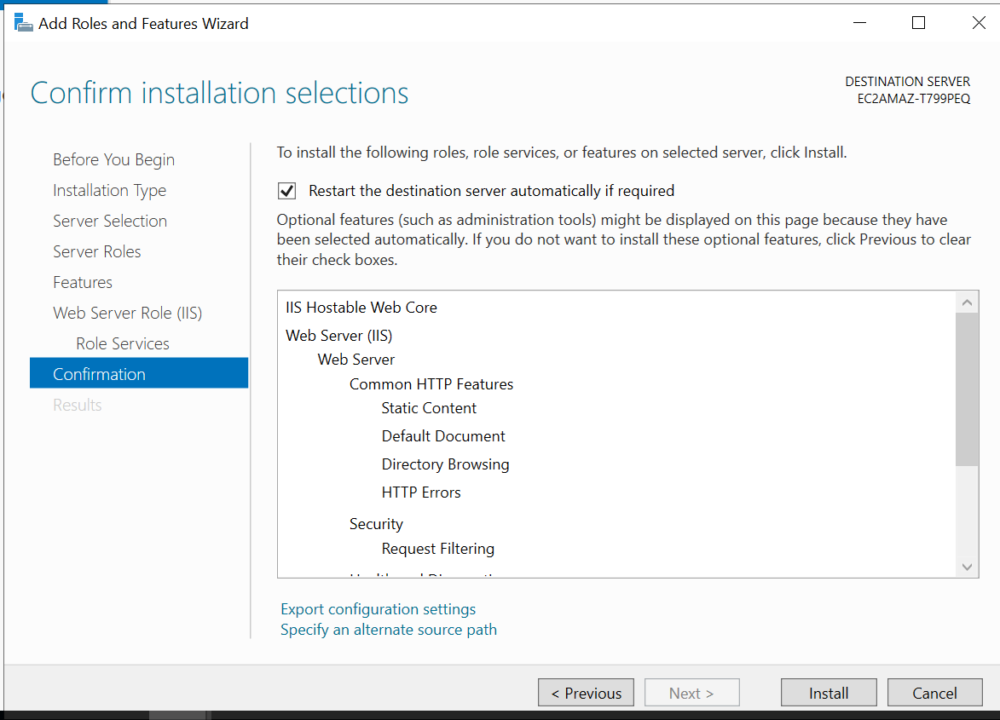 Add Roles and Features Wizard
Confirm installation selections
DESTINATION SERVER
EC2AMAZ-T799PEQ
Before You Begin
Installation Type
Server Selection
Server Roles
Features
Web Server Role (IIS)
Role Services
Confirmation
Results
To install the following roles, role services, or features on selected server, click Install.
Restart the destination server automatically if required
Optional features (such as administration tools) might be displayed on this page because they have
been selected automatically. If you do not want to install these optional features, click Previous to clear
their check boxes.
IIS Hostable Web Core
Web Server (IIS)
Web Server
Common HTTP Features
Static Content
Default Document
Directory Browsing
HTTP Errors
Security
Request Filtering
Export configuration settings
Specify an alternate source path
< Previous
Next >
Install
Cancel